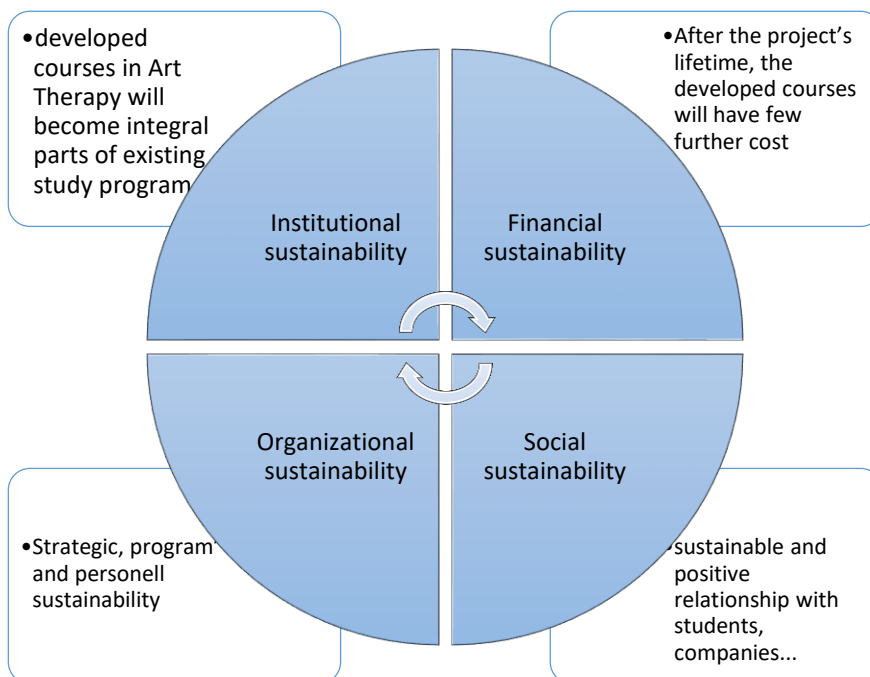 •developed
courses in Art
Therapy will
become integral
parts of existing
study program
•After the project's
lifetime, the
developed courses
will have few
further cost
Institutional
sustainability
Financial
sustainability
Organizational
sustainability
Social
sustainability
•Strategic, program
and personell
sustainability
•sustainable and
positive
relationship with
students,
companies...